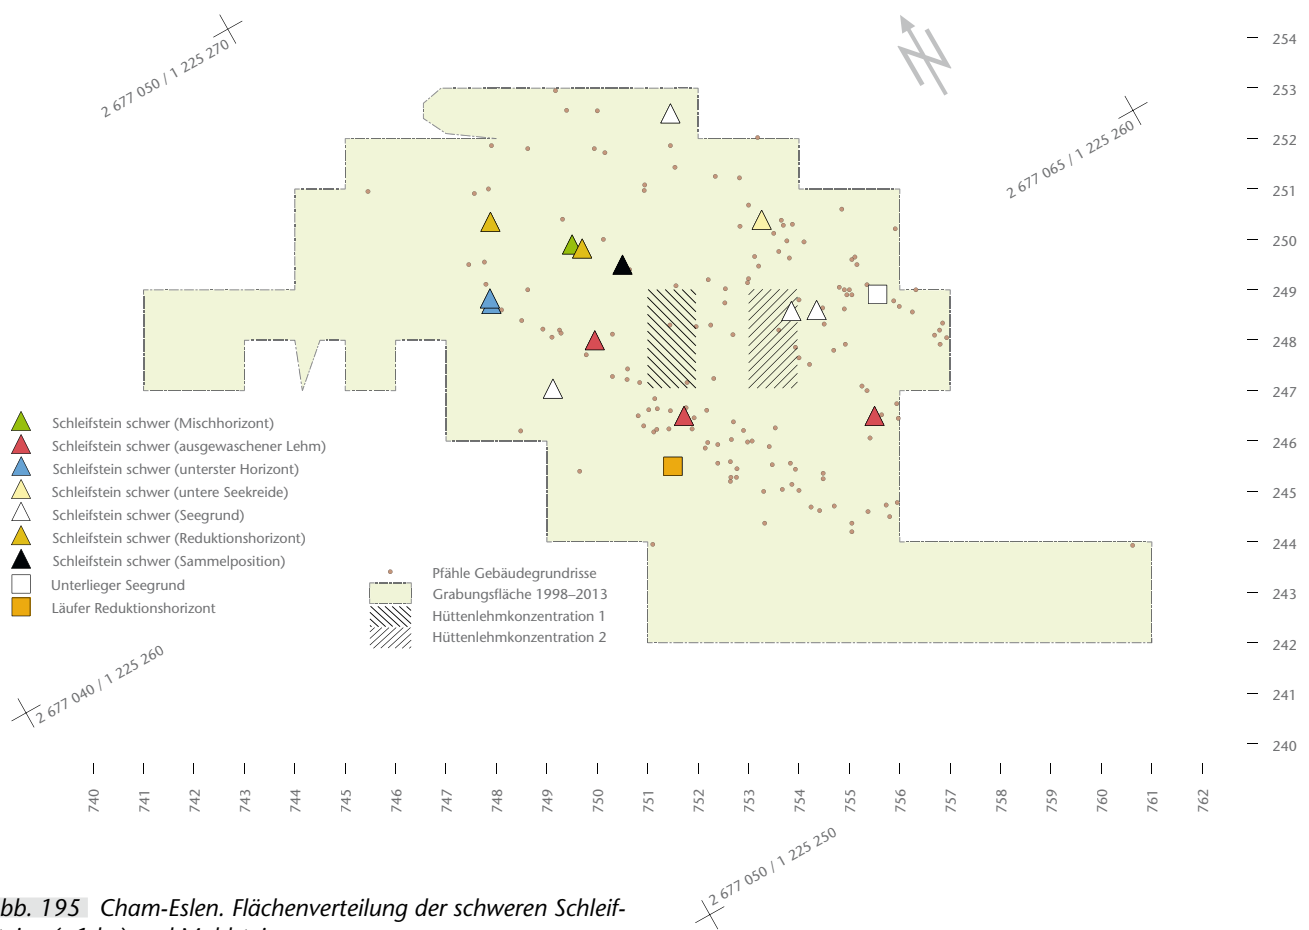 2 677 050 / 1 225 270
2 677 065 / 1 225 260
254
253
252
251
250
249
248
247
246
245
244
243
242
241
240
Schleifstein schwer (Mischhorizont)
Schleifstein schwer (ausgewaschener Lehm)
Schleifstein schwer (unterster Horizont)
Schleifstein schwer (untere Seekreide)
Schleifstein schwer (Seegrund)
Schleifstein schwer (Reduktionshorizont)
Schleifstein schwer (Sammelposition)
Unterlieger Seegrund
Läufer Reduktionshorizont
Pfähle Gebäudegrundrisse
Grabungsfläche 1998–2013
Hüttenlehmkonzentration 1
Hüttenlehmkonzentration 2
2 677 040 / 1 225 260
740 741 742 743 744 745 746 747 748 749 750 751 752 753 754 755 756 757 758 759 760 761 762
2 677 050 / 1 225 250
bb. 195 Cham-Eslen. Flächenverteilung der schweren Schleif-